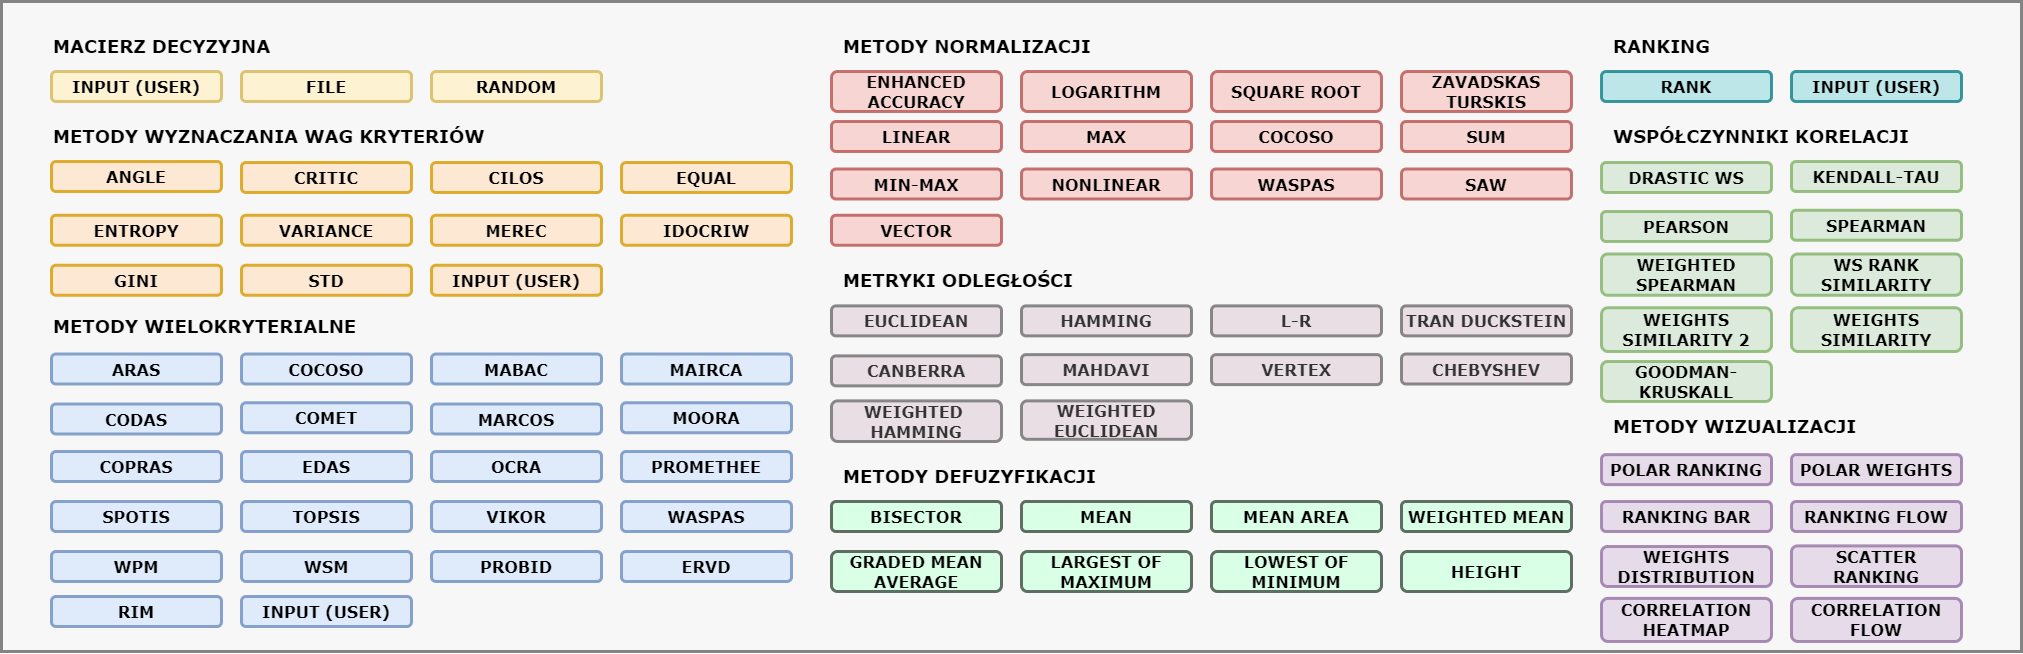 MACIERZ DECYZYJNA
INPUT (USER)
FILE
RANDOM
METODY WYZNACZANIA WAG KRYTERIÓW
ANGLE
CRITIC
CILOS
EQUAL
ENTROPY
VARIANCE
MEREC
IDOCRIW
GINI
STD
INPUT (USER)
METODY WIELOKRYTERIALNE
ARAS
COCOSO
MABAC
MAIRCA
CODAS
COMET
MARCOS
MOORA
COPRAS
EDAS
OCRA
PROMETHEE
SPOTIS
TOPSIS
VIKOR
WASPAS
WPM
WSM
PROBID
ERVD
RIM
INPUT (USER)
METODY NORMALIZACJI
ENHANCED
ACCURACY
LOGARITHM
SQUARE ROOT
ZAVADSKAS
TURSKIS
LINEAR
MAX
COCOSO
SUM
MIN-MAX
NONLINEAR
WASPAS
SAW
VECTOR
METRYKI ODLEGŁOŚCI
EUCLIDEAN
HAMMING
L-R
TRAN DUCKSTEIN
CANBERRA
MAHDAVI
VERTEX
CHEBYSHEV
WEIGHTED
HAMMING
WEIGHTED
EUCLIDEAN
METODY DEFUZYFIKACJI
BISECTOR
MEAN
MEAN AREA
WEIGHTED MEAN
GRADED MEAN
AVERAGE
LARGEST OF
MAXIMUM
LOWEST OF
MINIMUM
HEIGHT
RANKING
RANK
INPUT (USER)
WSPÓŁCZYNNIKI KORELACJI
DRASTIC WS
KENDALL-TAU
PEARSON
SPEARMAN
WEIGHTED
SPEARMAN
WS RANK
SIMILARITY
WEIGHTS
SIMILARITY 2
WEIGHTS
SIMILARITY
GOODMAN-
KRUSKALL
METODY WIZUALIZACJI
POLAR RANKING
POLAR WEIGHTS
RANKING BAR
RANKING FLOW
WEIGHTS
DISTRIBUTION
SCATTER
RANKING
CORRELATION
HEATMAP
CORRELATION
FLOW